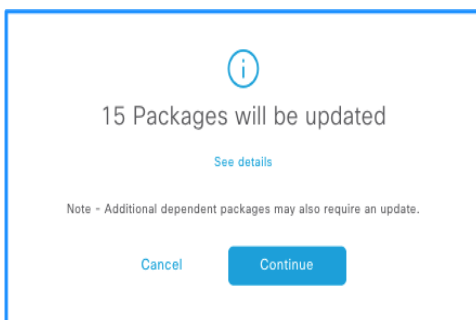 15 Packages will be updated
See details
Note - Additional dependent packages may also require an update.
Cancel Continue